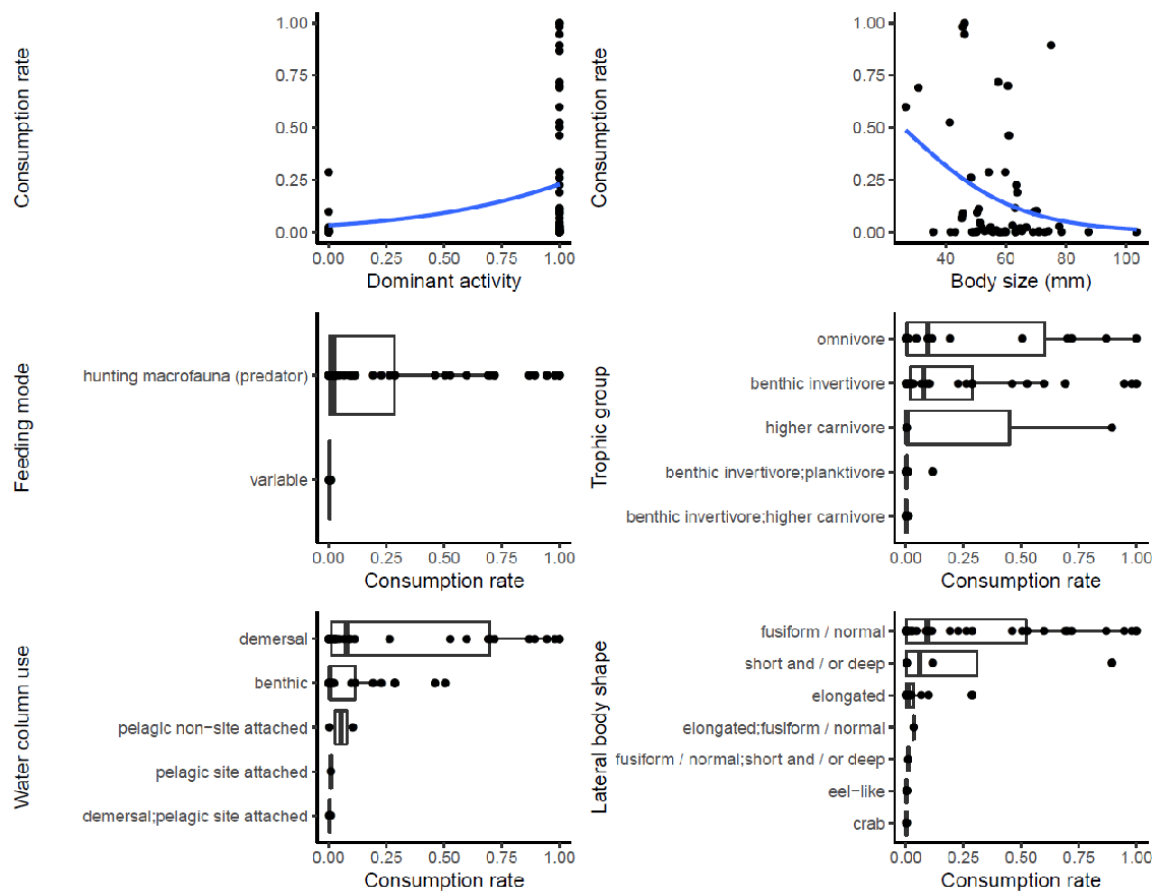 Consumption rate
1.00
0.75
0.50
0.25
0.00
0.00 0.25 0.50 0.75 1.00
Dominant activity
Consumption rate
1.00
0.75
0.50
0.25
0.00
40 60 80 100
Body size (mm)
Feeding mode
hunting macrofauna (predator)
variable
0.00 0.25 0.50 0.75 1.00
Consumption rate
Trophic group
omnivore
benthic invertivore
higher carnivore
benthic invertivore;planktivore
benthic invertivore;higher carnivore
0.00 0.25 0.50 0.75 1.00
Consumption rate
Water column use
demersal
benthic
pelagic non-site attached
pelagic site attached
demersal;pelagic site attached
0.00 0.25 0.50 0.75 1.00
Consumption rate
Lateral body shape
fusiform / normal
short and / or deep
elongated
elongated;fusiform / normal
fusiform / normal;short and / or deep
eel-like
crab
0.00 0.25 0.50 0.75 1.00
Consumption rate